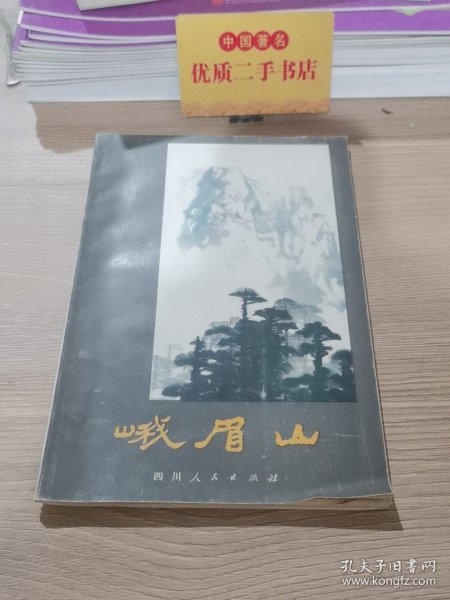 中国著名
优质二手书店
峨眉山
四川人民出版社
孔夫子旧书网
www.kongfz.com